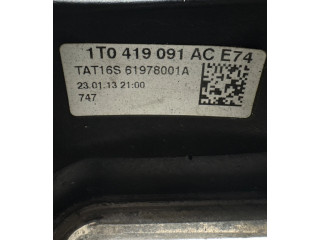 1T0 419 091 AC E74
TAT16S 61978001A
23.01.13 21:00
747